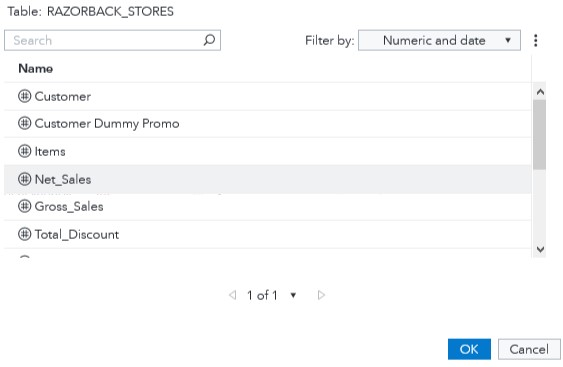 Table: RAZORBACK_STORES
Search
Filter by: Numeric and date
Name
Customer
Customer Dummy Promo
Items
Net_Sales
Gross_Sales
Total_Discount
1 of 1
OK Cancel